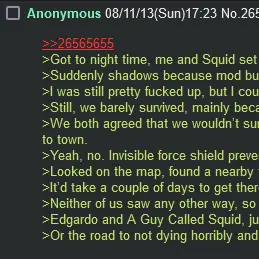 Anonymous 08/11/13(Sun)17:23 No.265
>>26565655
>Got to night time, me and Squid set
>Suddenly shadows because mod bu
>I was still pretty fucked up, but I cou
>Still, we barely survived, mainly beca
>We both agreed that we wouldn't sur
to town.
>Yeah, no. Invisible force shield preve
>Looked on the map, found a nearby
>It'd take a couple of days to get ther
>Neither of us saw any other way, so
>Edgardo and A Guy Called Squid, ju
>Or the road to not dying horribly and